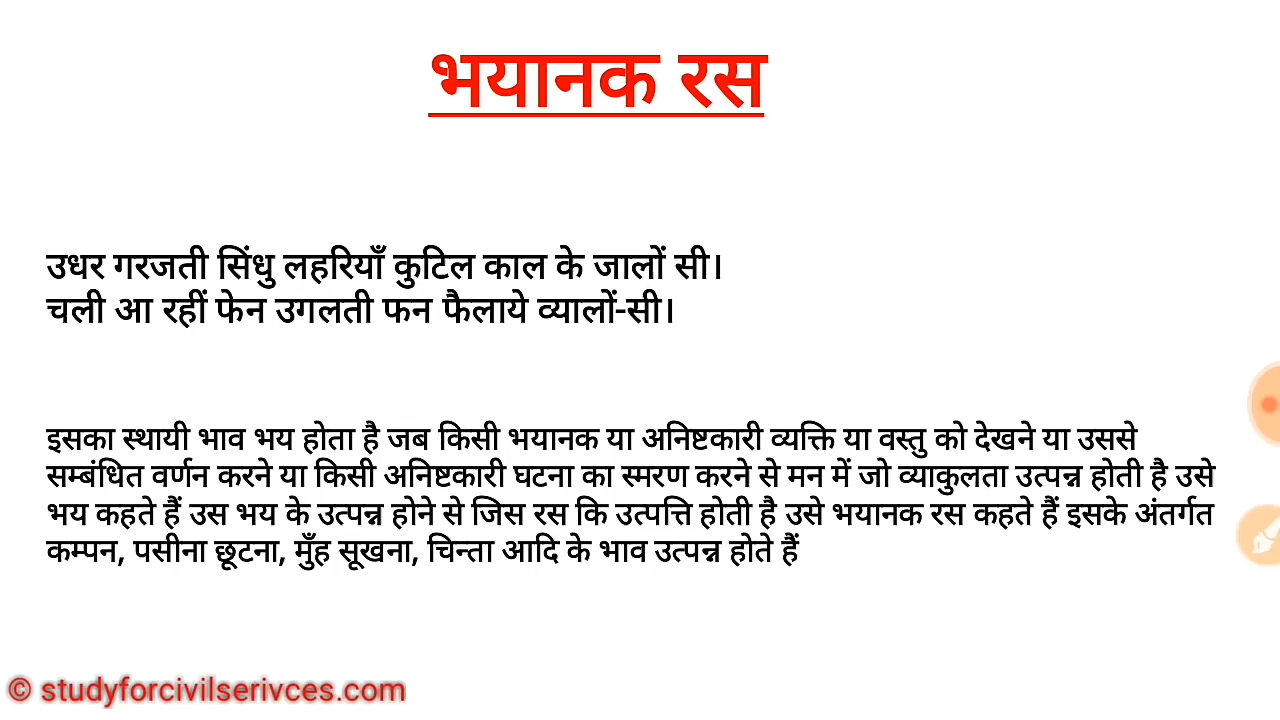 भयानक रस
उधर गरजती सिंधु लहरियाँ कुटिल काल के जालों सी।
चली आ रहीं फेन उगलती फन फैलाये व्यालों-सी।
इसका स्थायी भाव भय होता है जब किसी भयानक या अनिष्टकारी व्यक्ति या वस्तु को देखने या उससे
सम्बंधित वर्णन करने या किसी अनिष्टकारी घटना का स्मरण करने से मन में जो व्याकुलता उत्पन्न होती है उसे
भय कहते हैं उस भय के उत्पन्न होने से जिस रस कि उत्पत्ति होती है उसे भयानक रस कहते हैं इसके अंतर्गत
कम्पन, पसीना छूटना, मुँह सूखना, चिन्ता आदि के भाव उत्पन्न होते हैं
© studyforcivilserivces.com